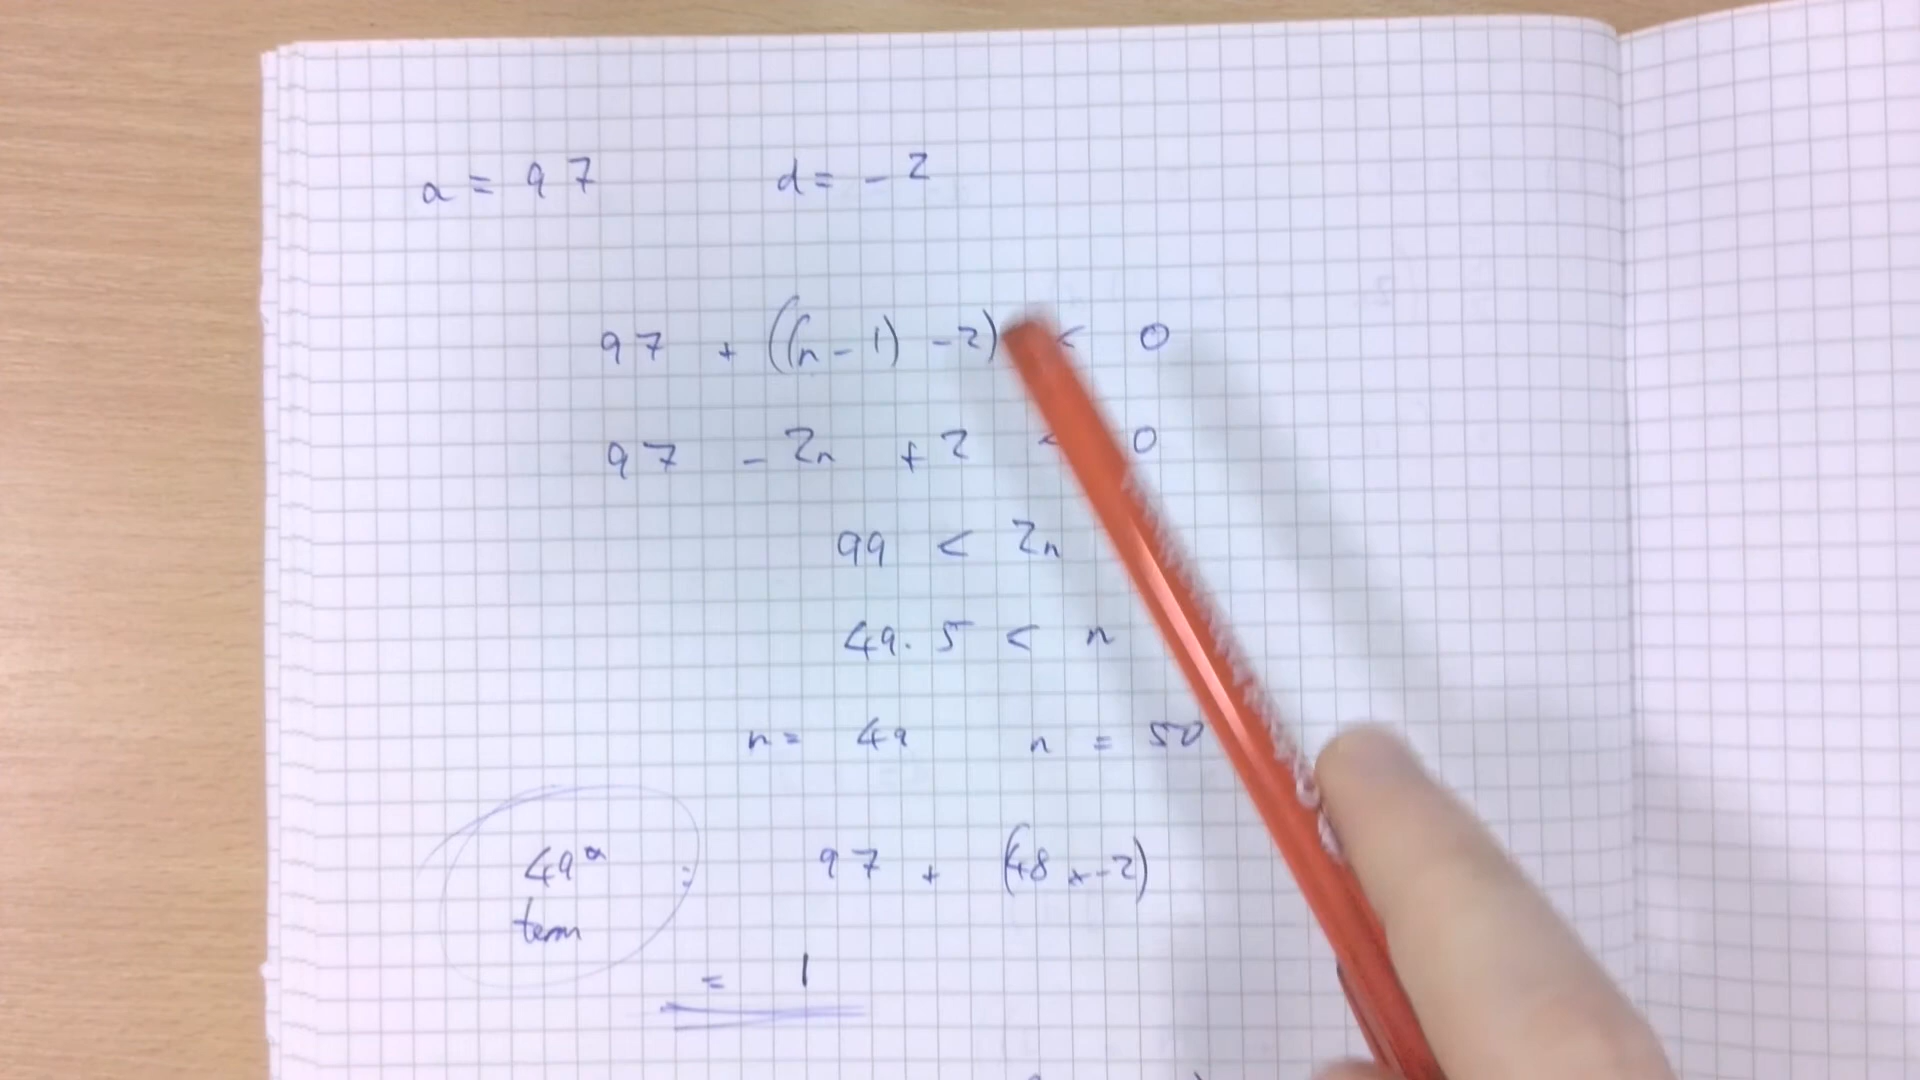 a = 97 d = - 2
97 + ((n - 1) - 2) < 0
97 - 2n + 2 < 0
99 < 2n
49.5 < n
n = 49 n = 50
49th term = 97 + (48 x -2)
= 1